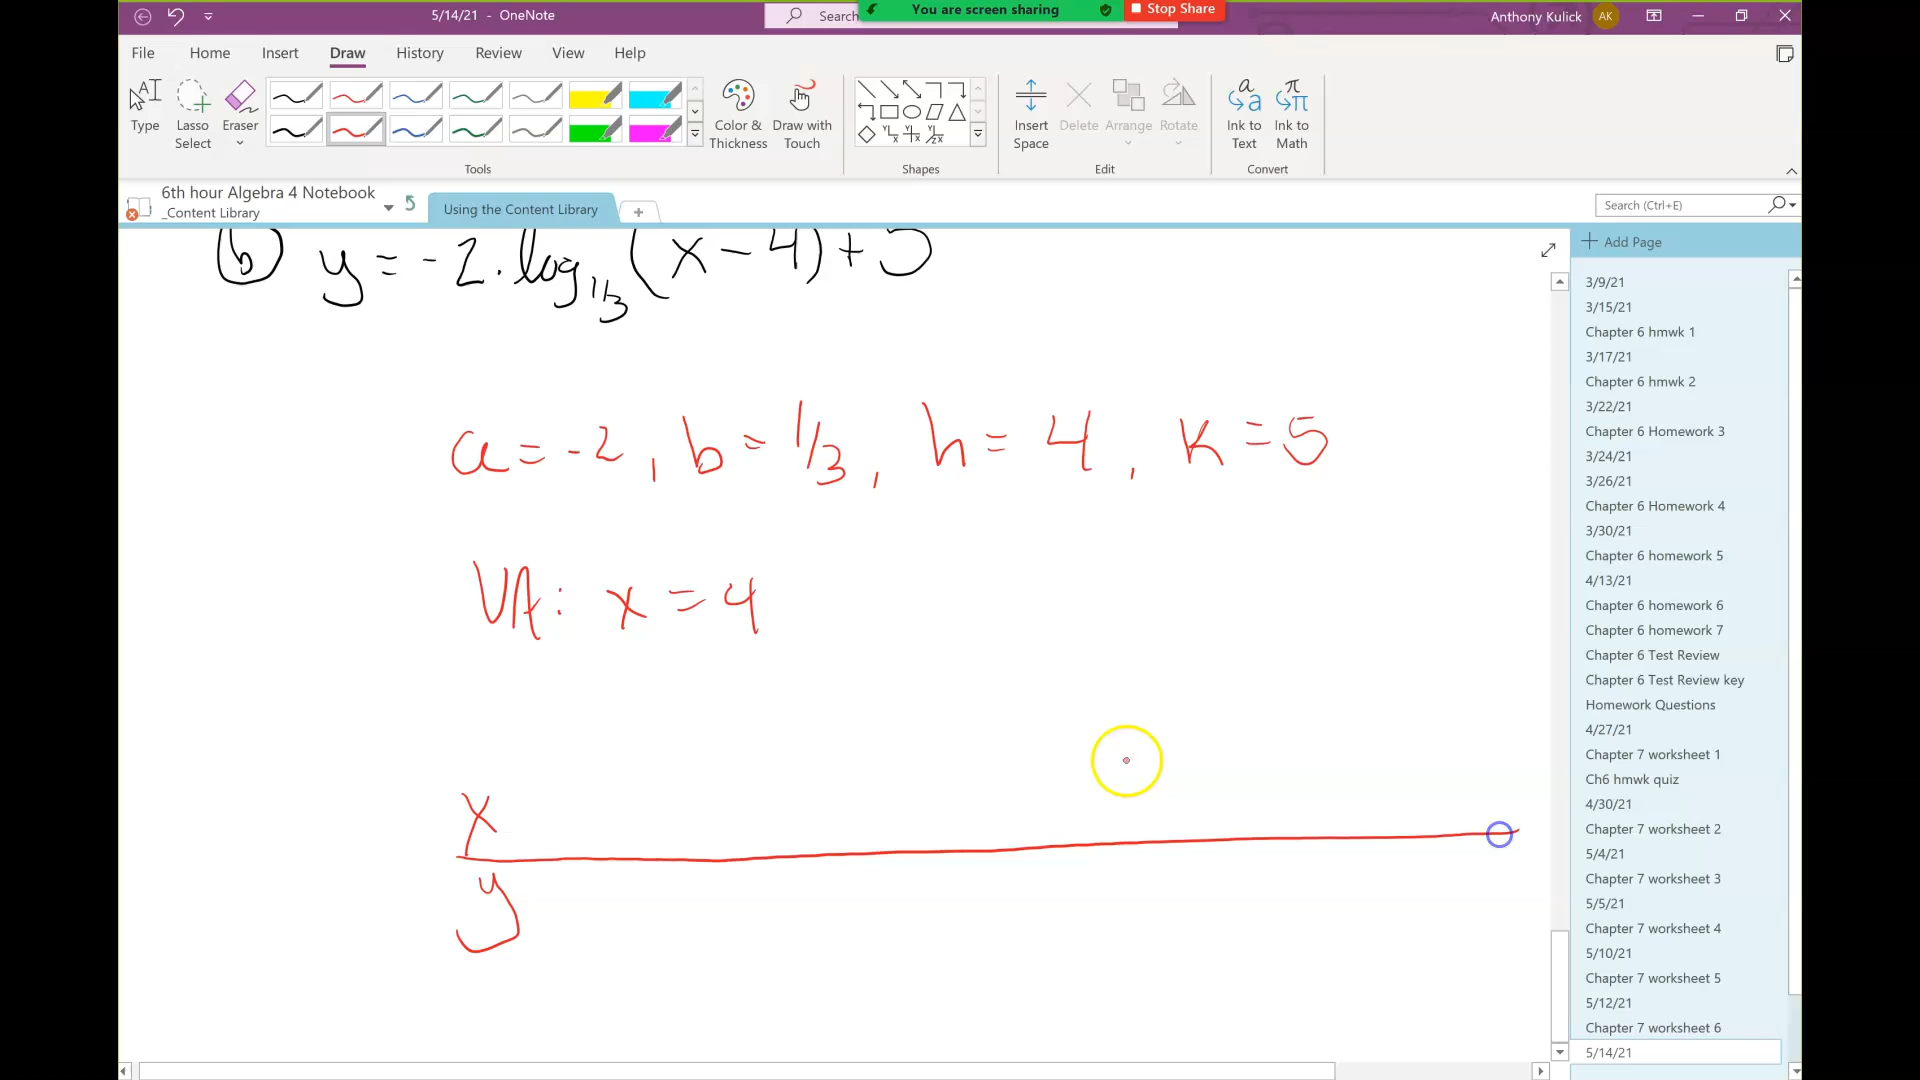 5/14/21 - OneNote
Search
You are screen sharing
Stop Share
Anthony Kulick
AK
File Home Insert Draw History Review View Help
Type
Lasso Select
Eraser
Color & Thickness
Draw with Touch
Insert Space
Delete
Arrange
Rotate
Ink to Text
Ink to Math
Tools
Shapes
Edit
Convert
6th hour Algebra 4 Notebook
_Content Library
Using the Content Library
Search (Ctrl+E)
(b) y = -2 · log 1/3 (x - 4) + 5
a = -2, b = 1/3, h = 4, k = 5
VA: x = 4
x
y
Add Page
3/9/21
3/15/21
Chapter 6 hmwk 1
3/17/21
Chapter 6 hmwk 2
3/22/21
Chapter 6 Homework 3
3/24/21
3/26/21
Chapter 6 Homework 4
3/30/21
Chapter 6 homework 5
4/13/21
Chapter 6 homework 6
Chapter 6 homework 7
Chapter 6 Test Review
Chapter 6 Test Review key
Homework Questions
4/27/21
Chapter 7 worksheet 1
Ch6 hmwk quiz
4/30/21
Chapter 7 worksheet 2
5/4/21
Chapter 7 worksheet 3
5/5/21
Chapter 7 worksheet 4
5/10/21
Chapter 7 worksheet 5
5/12/21
Chapter 7 worksheet 6
5/14/21